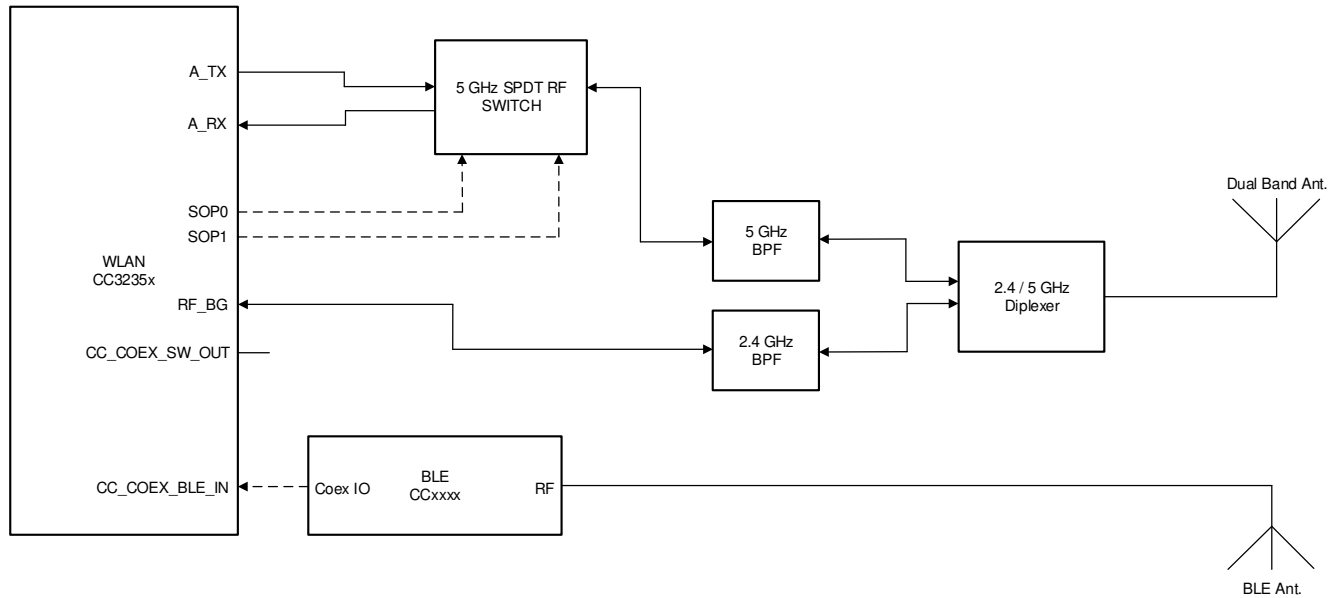 A_TX
A_RX
SOP0
SOP1
WLAN
CC3235x
RF_BG
CC_COEX_SW_OUT
CC_COEX_BLE_IN
5 GHz SPDT RF
SWITCH
5 GHz
BPF
2.4 GHz
BPF
2.4 / 5 GHz
Diplexer
Dual Band Ant.
Coex IO
BLE
CCxxxx
RF
BLE Ant.